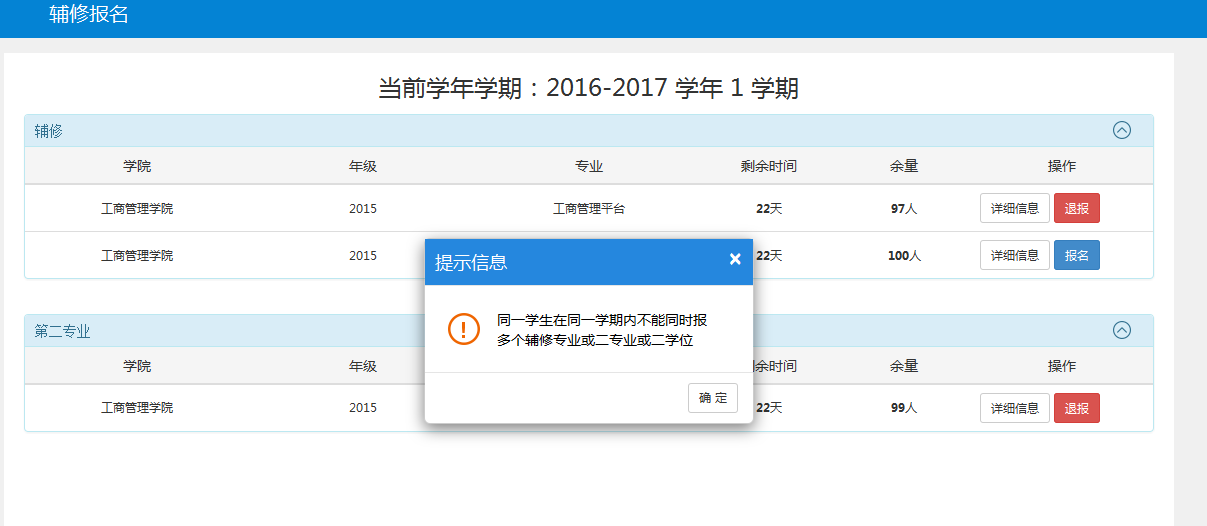 辅修报名
当前学年学期：2016-2017 学年 1 学期
辅修
学院 年级 专业 剩余时间 余量 操作
工商管理学院 2015 工商管理平台 22天 97人 详细信息 退报
工商管理学院 2015 22天 100人 详细信息 报名
提示信息 ×
同一学生在同一学期内不能同时报
多个辅修专业或二专业或二学位
确 定
第二专业
学院 年级 余时间 余量 操作
工商管理学院 2015 22天 99人 详细信息 退报